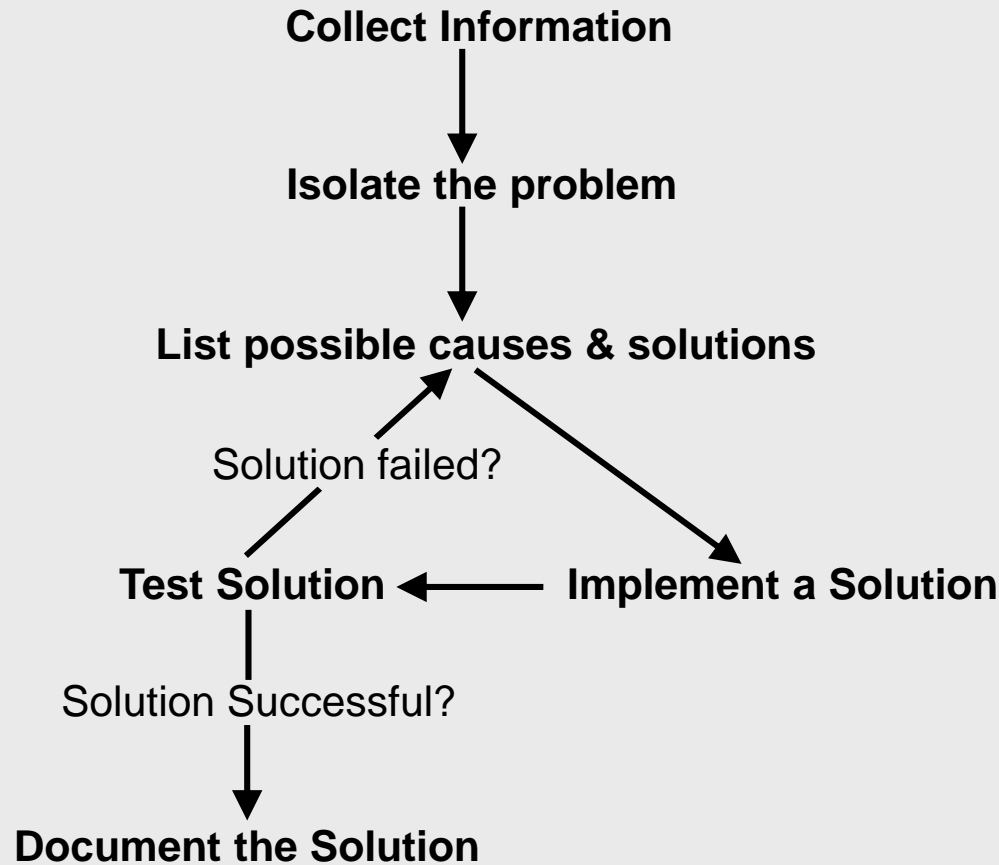 Collect Information
Isolate the problem
List possible causes & solutions
Solution failed?
Test Solution
Implement a Solution
Solution Successful?
Document the Solution